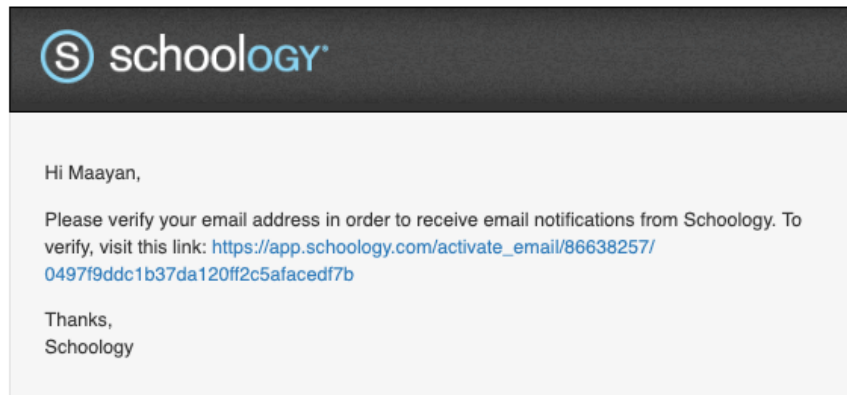 S schoology®
Hi Maayan,
Please verify your email address in order to receive email notifications from Schoology. To
verify, visit this link: https://app.schoology.com/activate_email/86638257/
0497f9ddc1b37da120ff2c5afacedf7b
Thanks,
Schoology